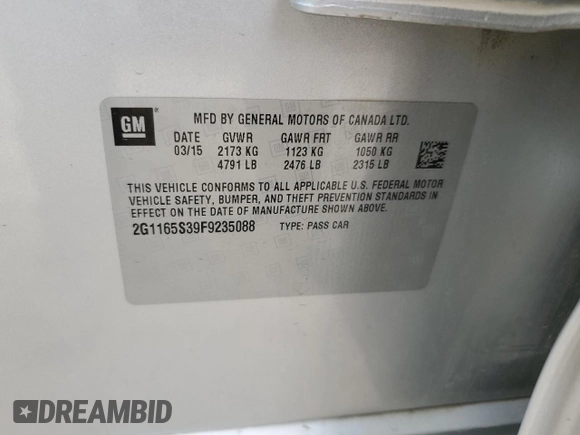 GM
MFD BY GENERAL MOTORS OF CANADA LTD.
DATE GVWR GAWR FRT GAWR RR
03/15 2173 KG 1123 KG 1050 KG
4791 LB 2476 LB 2315 LB
THIS VEHICLE CONFORMS TO ALL APPLICABLE U.S. FEDERAL MOTOR
VEHICLE SAFETY, BUMPER, AND THEFT PREVENTION STANDARDS IN
EFFECT ON THE DATE OF MANUFACTURE SHOWN ABOVE.
2G1165S39F9235088 TYPE: PASS CAR
DREAMBID